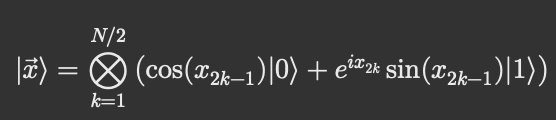 |x⃗⟩ = ⨂_{k=1}^{N/2} (cos(x_{2k−1})|0⟩ + e^{ix_{2k}} sin(x_{2k−1})|1⟩)